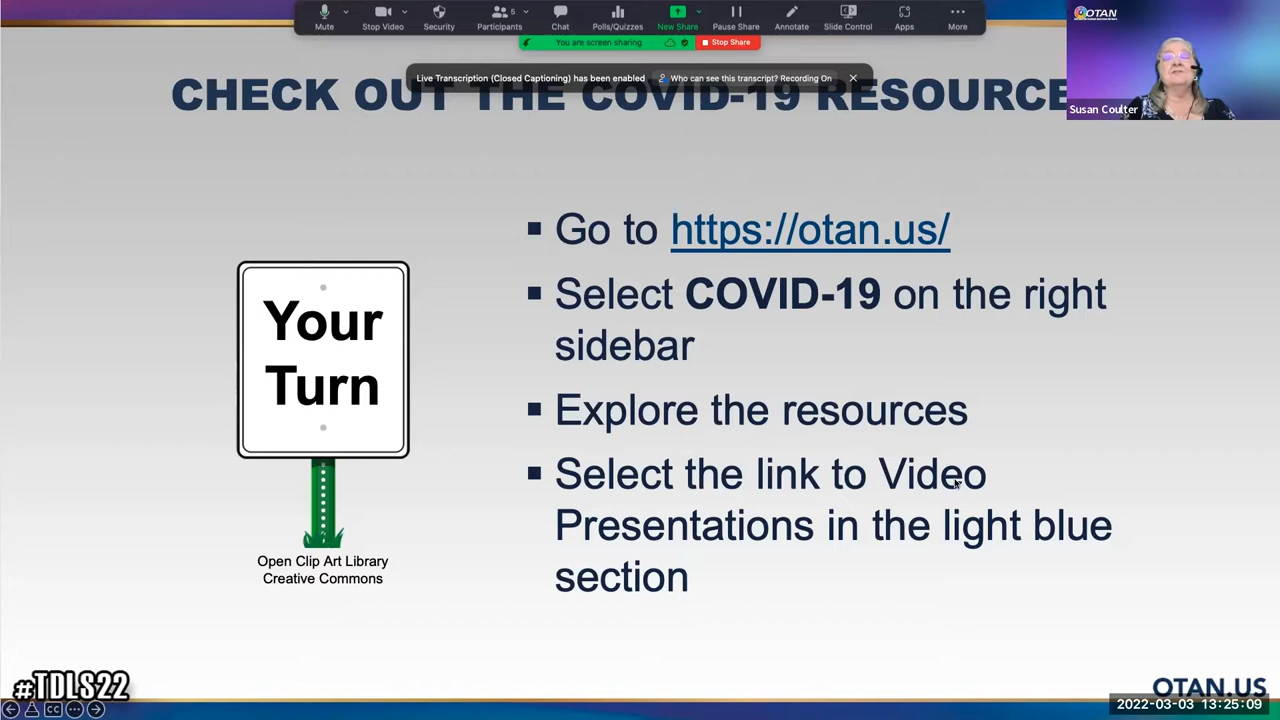 Mute
Stop Video
Security
Participants
5
Chat
Polls/Quizzes
New Share
Pause Share
Annotate
Slide Control
Apps
More
You are screen sharing
Stop Share
Live Transcription (Closed Captioning) has been enabled
Who can see this transcript? Recording On
OTAN
Susan Coulter
CHECK OUT THE COVID-19 RESOURCE
Go to https://otan.us/
Select COVID-19 on the right
sidebar
Explore the resources
Select the link to Video
Presentations in the light blue
section
Your
Turn
Open Clip Art Library
Creative Commons
#TDLS22
CC
OTAN.US
2022-03-03 13:25:09